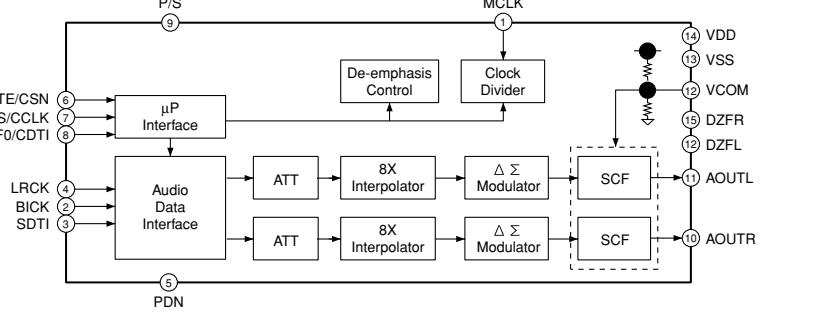 P/S
MCLK
9
1
14 VDD
13 VSS
12 VCOM
15 DZFR
12 DZFL
11 AOUTL
10 AOUTR
TE/CSN 6
S/CCLK 7
F0/CDTI 8
μP
Interface
De-emphasis
Control
Clock
Divider
LRCK 4
BICK 2
SDTI 3
Audio
Data
Interface
ATT
8X
Interpolator
Δ Σ
Modulator
SCF
ATT
8X
Interpolator
Δ Σ
Modulator
SCF
5
PDN